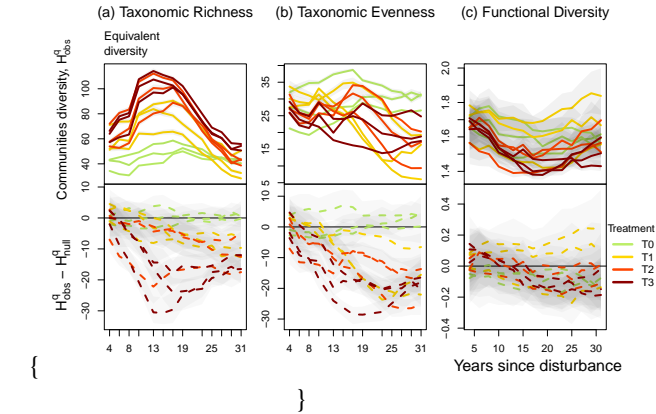 (a) Taxonomic Richness (b) Taxonomic Evenness (c) Functional Diversity
Equivalent
diversity
Communities diversity, H^q_obs
40 60 80 100
5 15 25 35
1.4 1.6 1.8 2.0
H^q_obs − H^q_null
−30 −20 −10 0 10
−30 −20 −10 0
−0.4 −0.2 0.0 0.2 0.4
Treatment
T0
T1
T2
T3
4 8 13 19 25 31 4 8 13 19 25 31 5 10 15 20 25 30
Years since disturbance
{
}